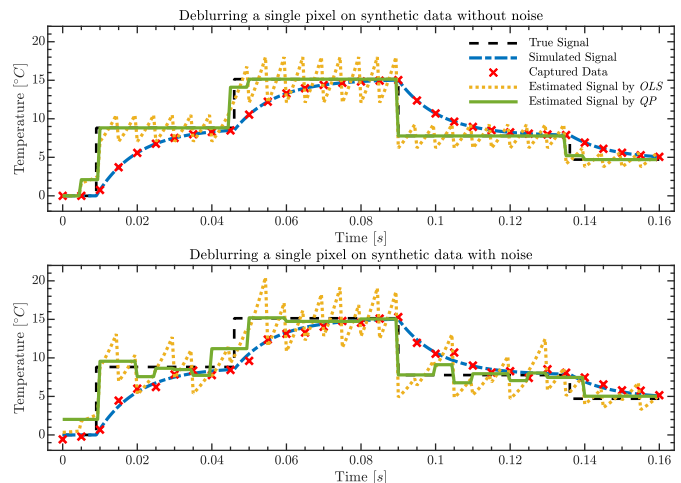 Deblurring a single pixel on synthetic data without noise
20
15
10
5
0
Temperature [°C]
True Signal
Simulated Signal
Captured Data
Estimated Signal by OLS
Estimated Signal by QP
0 0.02 0.04 0.06 0.08 0.1 0.12 0.14 0.16
Time [s]
Deblurring a single pixel on synthetic data with noise
20
15
10
5
0
Temperature [°C]
0 0.02 0.04 0.06 0.08 0.1 0.12 0.14 0.16
Time [s]